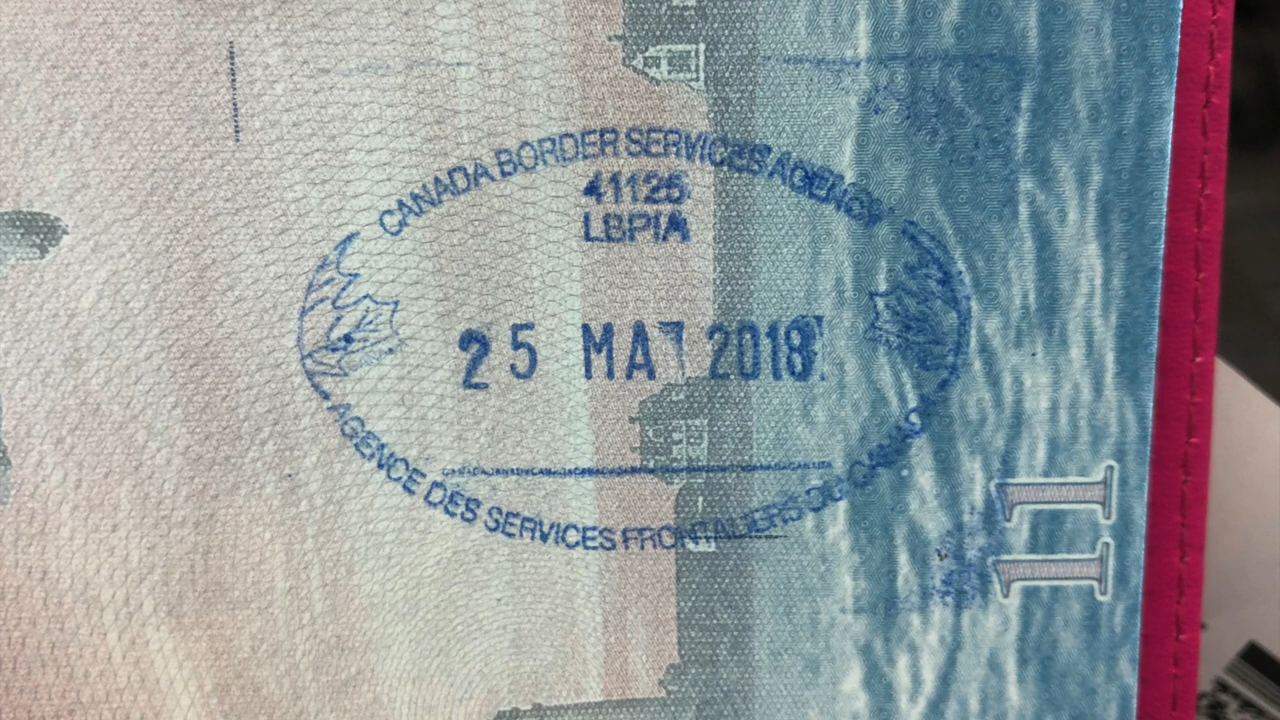 CANADA BORDER SERVICES AGENCY
41125
LBPIA
25 MAY 2018
AGENCE DES SERVICES FRONTALIERS DU CANADA
11